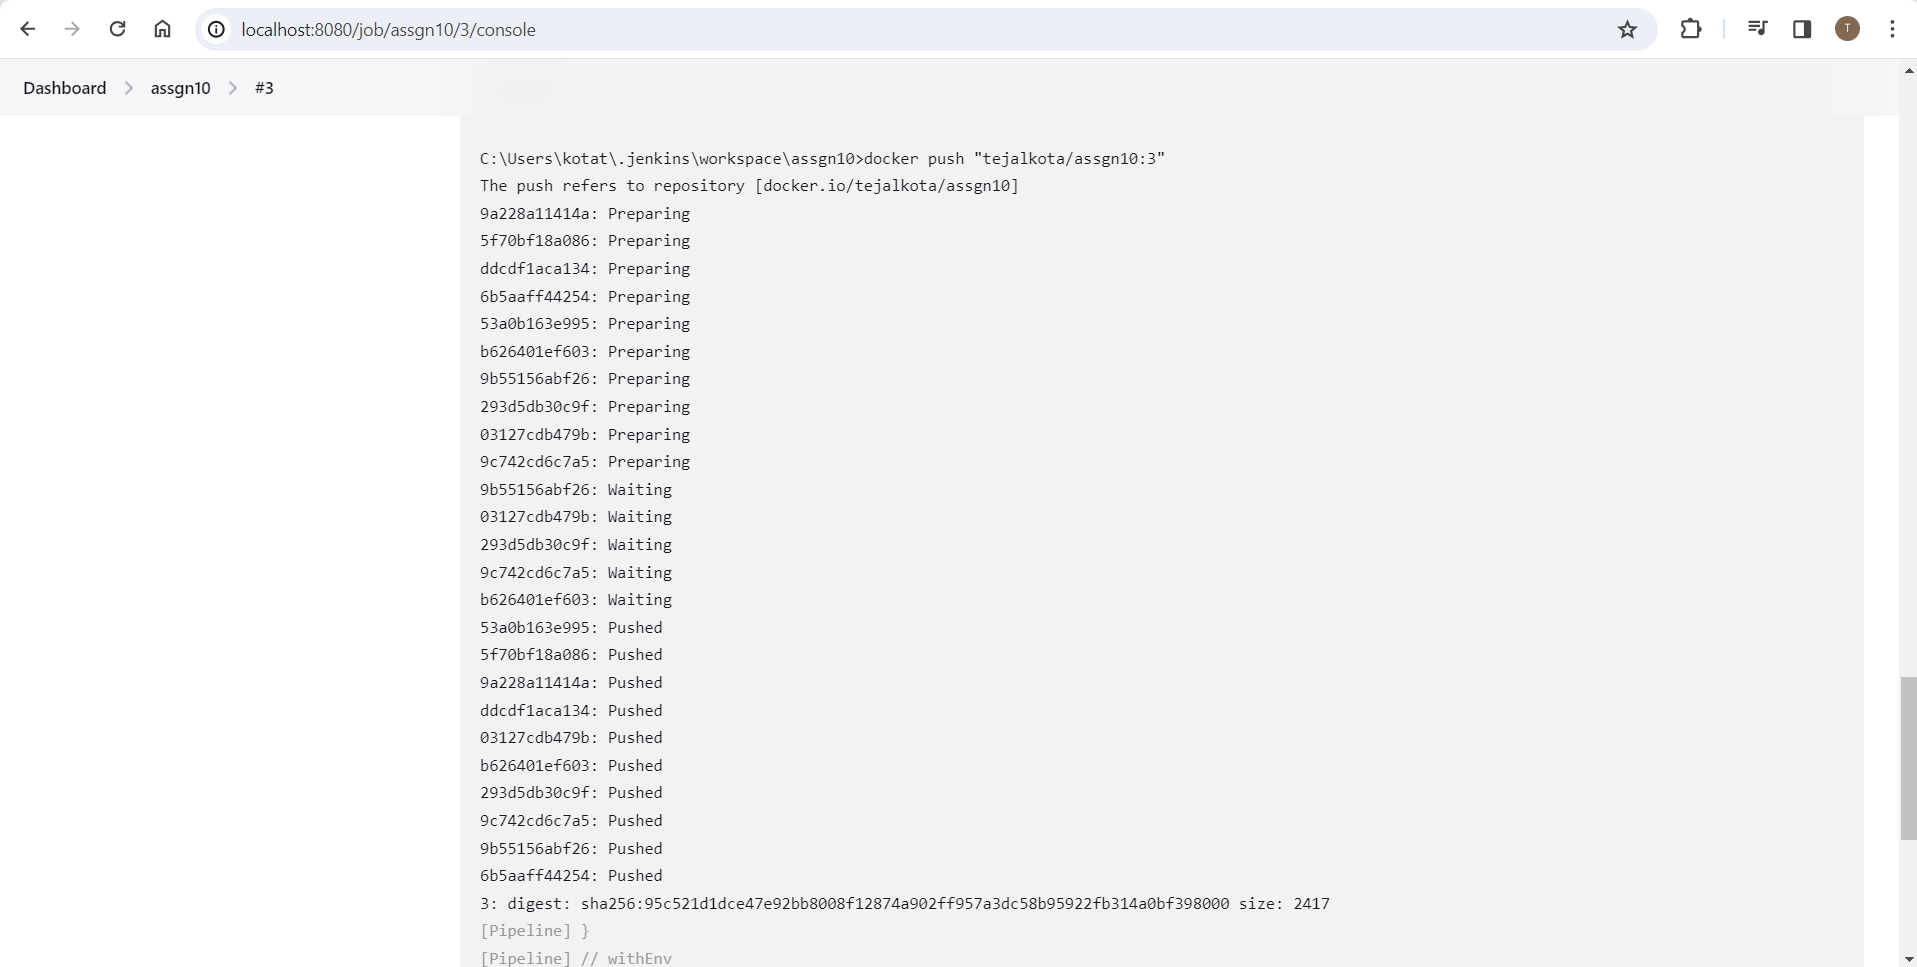 localhost:8080/job/assgn10/3/console
T
Dashboard > assgn10 > #3
C:\Users\kotat\.jenkins\workspace\assgn10>docker push "tejalkota/assgn10:3"
The push refers to repository [docker.io/tejalkota/assgn10]
9a228a11414a: Preparing
5f70bf18a086: Preparing
ddcdf1aca134: Preparing
6b5aaff44254: Preparing
53a0b163e995: Preparing
b626401ef603: Preparing
9b55156abf26: Preparing
293d5db30c9f: Preparing
03127cdb479b: Preparing
9c742cd6c7a5: Preparing
9b55156abf26: Waiting
03127cdb479b: Waiting
293d5db30c9f: Waiting
9c742cd6c7a5: Waiting
b626401ef603: Waiting
53a0b163e995: Pushed
5f70bf18a086: Pushed
9a228a11414a: Pushed
ddcdf1aca134: Pushed
03127cdb479b: Pushed
b626401ef603: Pushed
293d5db30c9f: Pushed
9c742cd6c7a5: Pushed
9b55156abf26: Pushed
6b5aaff44254: Pushed
3: digest: sha256:95c521d1dce47e92bb8008f12874a902ff957a3dc58b95922fb314a0bf398000 size: 2417
[Pipeline] }
[Pipeline] // withEnv